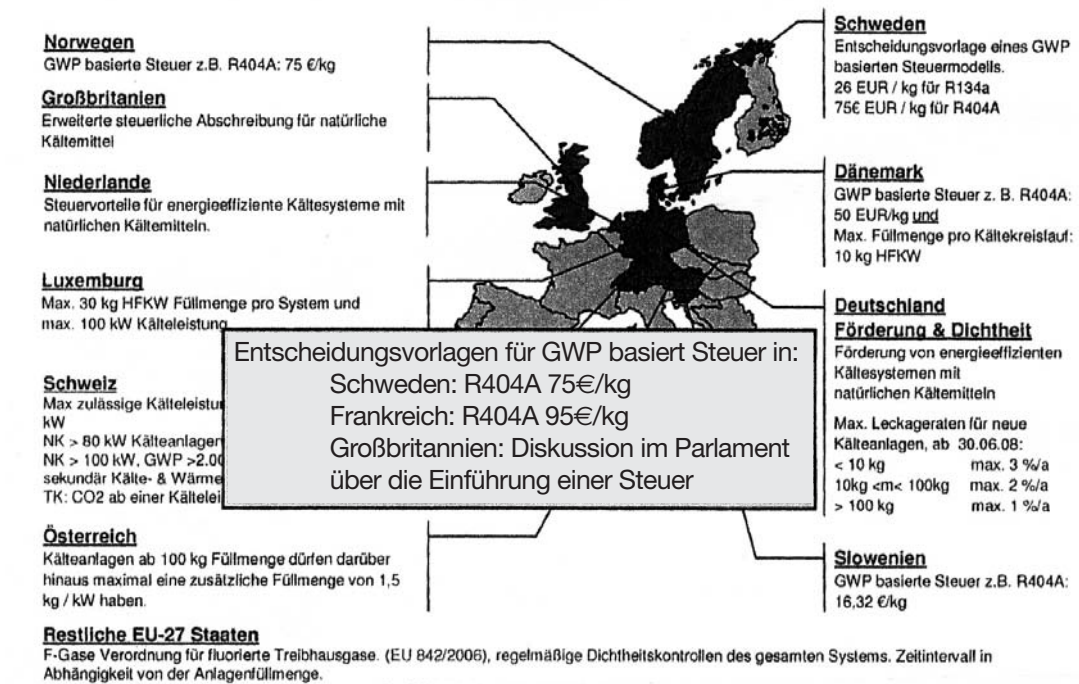 Norwegen
GWP basierte Steuer z.B. R404A: 75 €/kg
Großbritanien
Erweiterte steuerliche Abschreibung für natürliche
Kältemittel
Niederlande
Steuervorteile für energieeffiziente Kältesysteme mit
natürlichen Kältemitteln.
Luxemburg
Max. 30 kg HFKW Füllmenge pro System und
max. 100 kW Kälteleistung
Schweiz
Max zulässige
kW
NK > 80 kW Kälteanlagen
NK > 100 kW, GWP
sekundär Kälte- &
TK: CO2 ab einer
Österreich
Kälteanlagen ab 100 kg Füllmenge dürfen darüber
hinaus maximal eine zusätzliche Füllmenge von 1,5
kg / kW haben.
Entscheidungsvorlagen für GWP basiert Steuer in:
Schweden: R404A 75€/kg
Frankreich: R404A 95€/kg
Großbritannien: Diskussion im Parlament
über die Einführung einer Steuer
Schweden
Entscheidungsvorlage eines GWP
basierten Steuermodells.
26 EUR / kg für R134a
75€ EUR / kg für R404A
Dänemark
GWP basierte Steuer z. B. R404A:
50 EUR/kg und
Max. Füllmenge pro Kältekreislauf:
10 kg HFKW
Deutschland
Förderung & Dichtheit
Förderung von energieeffizienten
Kältesystemen mit
natürlichen Kältemitteln
Max. Leckageraten für neue
Kälteanlagen, ab 30.06.08:
< 10 kg max. 3 %/a
10kg <m< 100kg max. 2 %/a
> 100 kg max. 1 %/a
Slowenien
GWP basierte Steuer z.B. R404A:
16,32 €/kg
Restliche EU-27 Staaten
F-Gase Verordnung für fluorierte Treibhausgase. (EU 842/2006), regelmäßige Dichtheitskontrollen des gesamten Systems. Zeitintervall in
Abhängigkeit von der Anlagenfüllmenge.